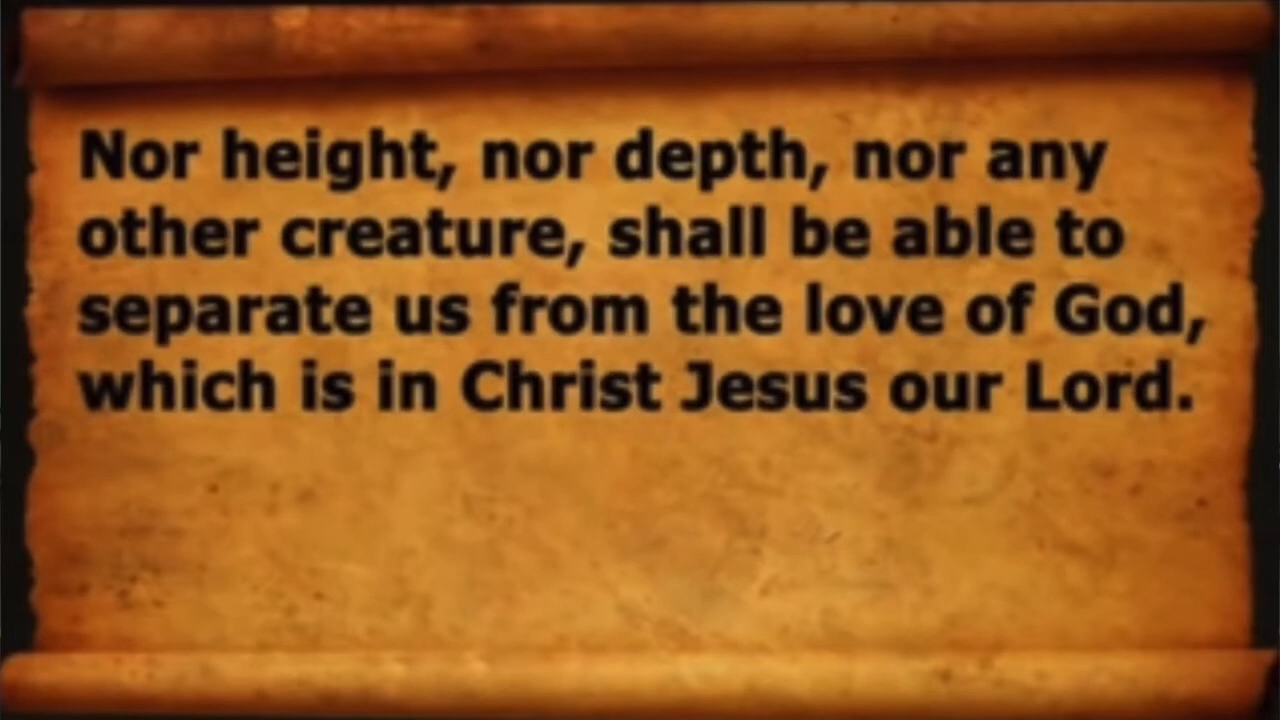 Nor height, nor depth, nor any
other creature, shall be able to
separate us from the love of God,
which is in Christ Jesus our Lord.